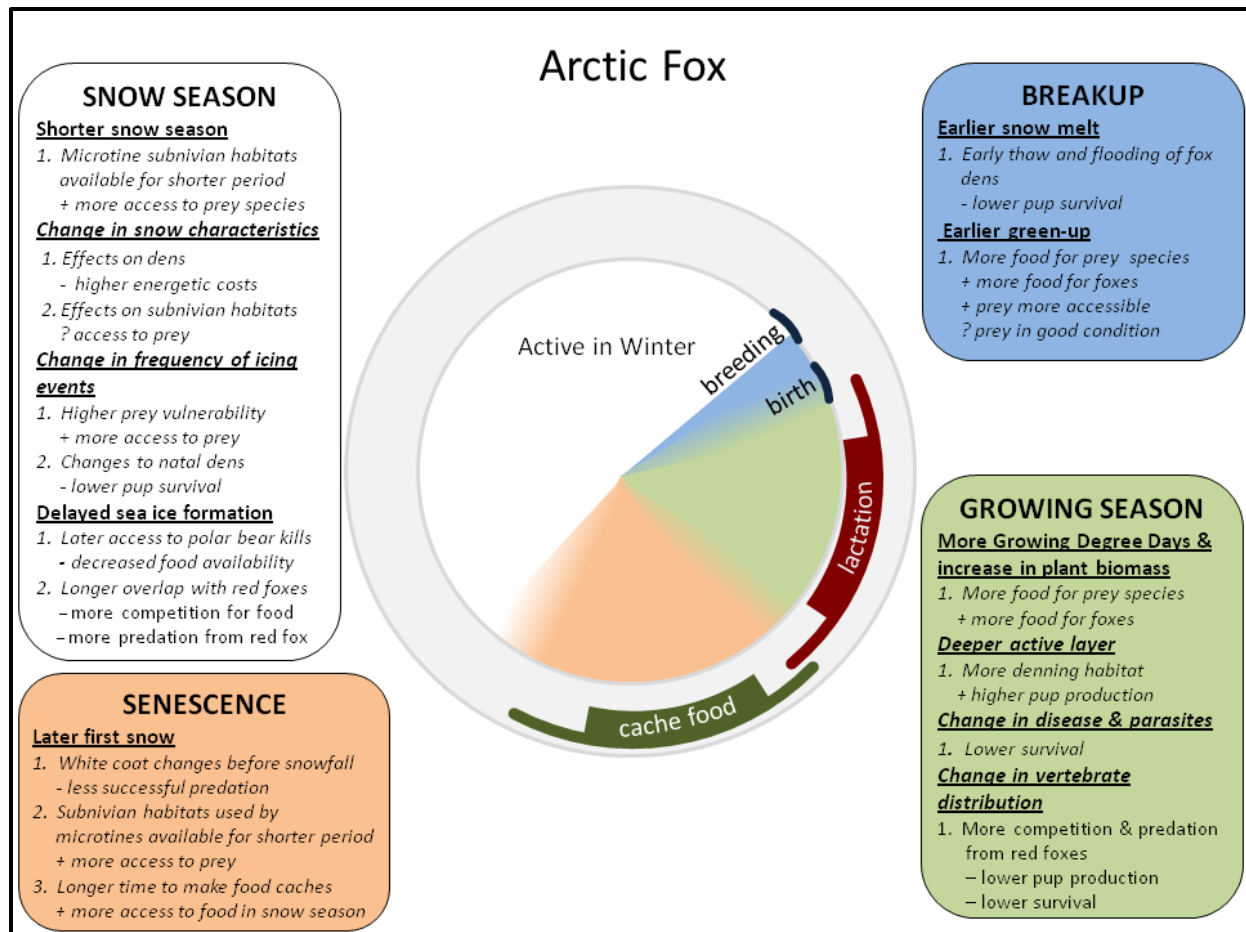 Arctic Fox
SNOW SEASON
Shorter snow season
1. Microtine subnivian habitats
available for shorter period
+ more access to prey species
Change in snow characteristics
1. Effects on dens
- higher energetic costs
2. Effects on subnivian habitats
? access to prey
Change in frequency of icing
events
1. Higher prey vulnerability
+ more access to prey
2. Changes to natal dens
- lower pup survival
Delayed sea ice formation
1. Later access to polar bear kills
- decreased food availability
2. Longer overlap with red foxes
– more competition for food
– more predation from red fox
SENESCENCE
Later first snow
1. White coat changes before snowfall
- less successful predation
2. Subnivian habitats used by
microtines available for shorter period
+ more access to prey
3. Longer time to make food caches
+ more access to food in snow season
Active in Winter
breeding
birth
lactation
cache food
BREAKUP
Earlier snow melt
1. Early thaw and flooding of fox
dens
- lower pup survival
Earlier green-up
1. More food for prey species
+ more food for foxes
+ prey more accessible
? prey in good condition
GROWING SEASON
More Growing Degree Days &
increase in plant biomass
1. More food for prey species
+ more food for foxes
Deeper active layer
1. More denning habitat
+ higher pup production
Change in disease & parasites
1. Lower survival
Change in vertebrate
distribution
1. More competition & predation
from red foxes
– lower pup production
– lower survival